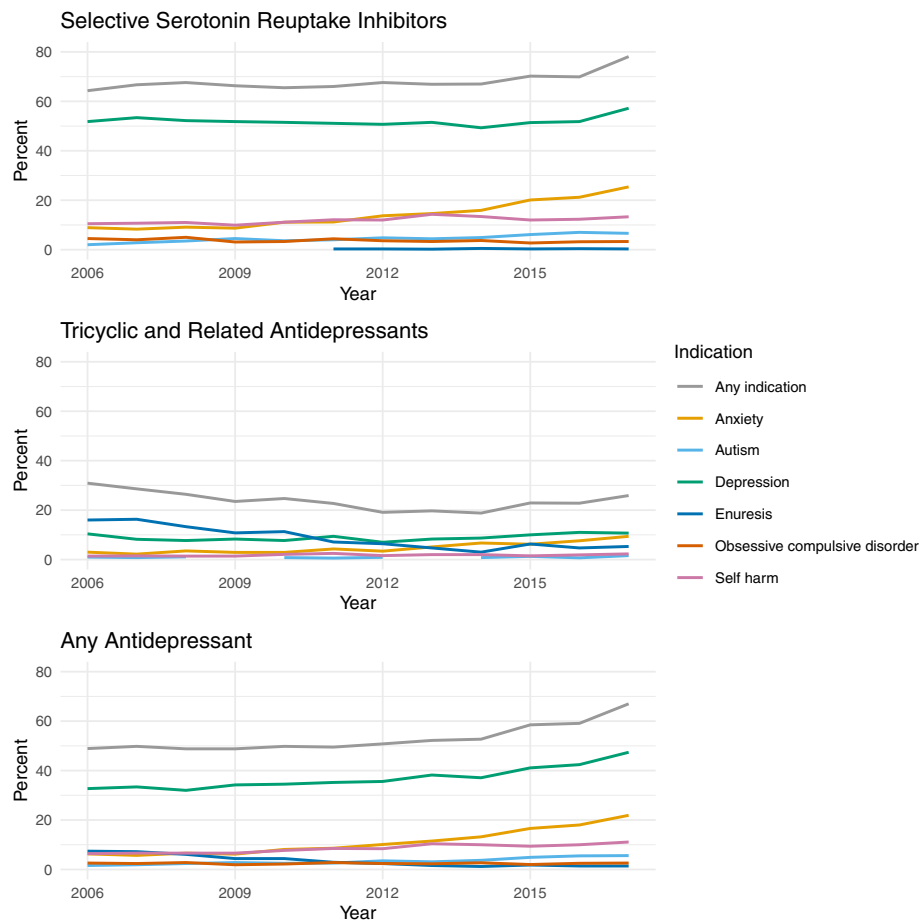 Selective Serotonin Reuptake Inhibitors
80
60
40
20
0
Percent
2006 2009 2012 2015
Year
Tricyclic and Related Antidepressants
80
60
40
20
0
Percent
2006 2009 2012 2015
Year
Indication
Any indication
Anxiety
Autism
Depression
Enuresis
Obsessive compulsive disorder
Self harm
Any Antidepressant
80
60
40
20
0
Percent
2006 2009 2012 2015
Year